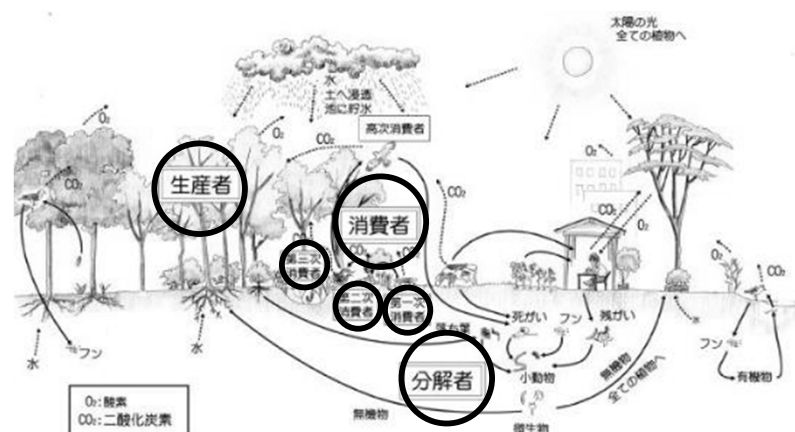 太陽の光
全ての植物へ
水
土へ浸透
池に貯水
O₂
O₂
CO₂
高次消費者
O₂
CO₂
生産者
消費者
CO₂
CO₂
O₂
CO₂
第三次
消費者
第二次
消費者
第一次
消費者
O₂
CO₂
落ち葉
死がい
フン
残がい
水
フン
水
水
フン
有機物
分解者
小動物
無機物
全ての植物へ
無機物
微生物
O₂:酸素
CO₂:二酸化炭素